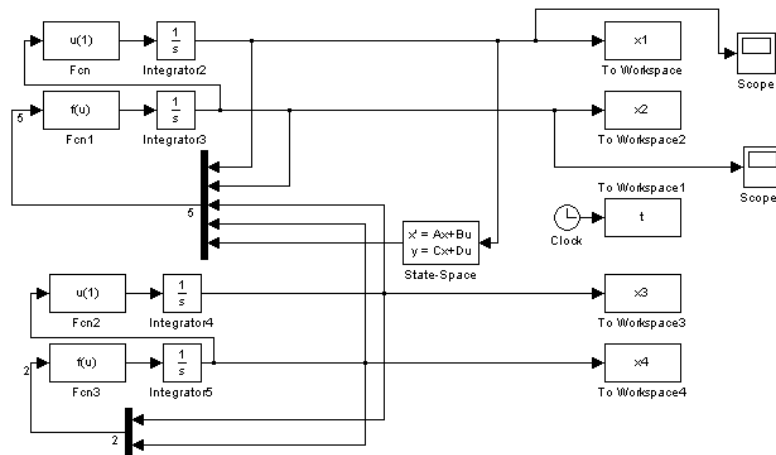 u(1)
Fcn
1
s
Integrator2
x1
To Workspace
Scope
5
f(u)
Fcn1
1
s
Integrator3
x2
To Workspace2
Scope
5
To Workspace1
t
Clock
x' = Ax+Bu
y = Cx+Du
State-Space
u(1)
Fcn2
1
s
Integrator4
x3
To Workspace3
2
f(u)
Fcn3
1
s
Integrator5
x4
To Workspace4
2